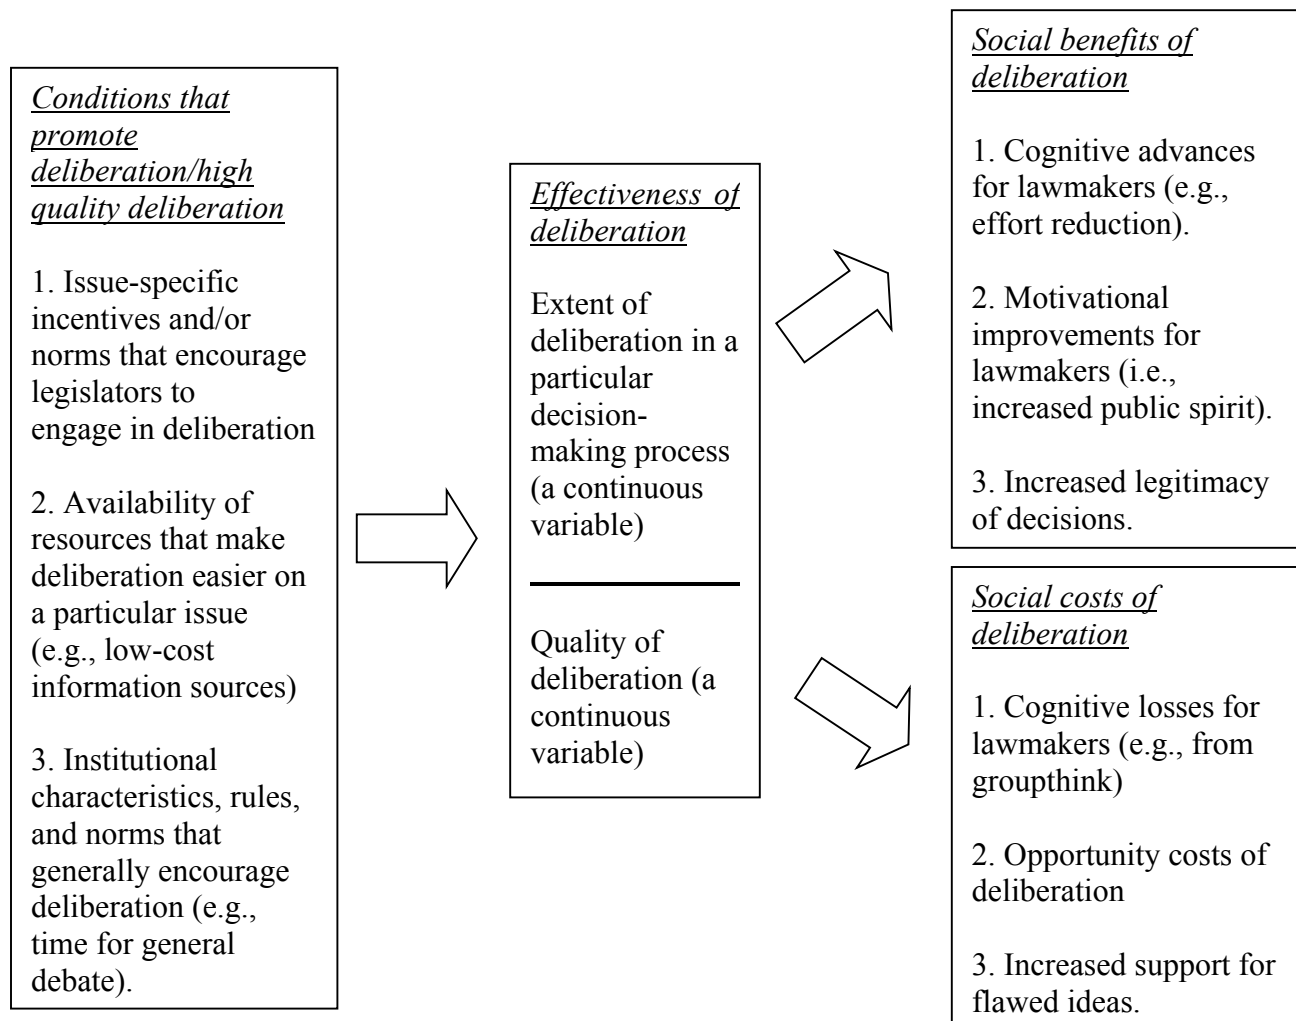 Conditions that
promote
deliberation/high
quality deliberation
1. Issue-specific
incentives and/or
norms that encourage
legislators to
engage in deliberation
2. Availability of
resources that make
deliberation easier on
a particular issue
(e.g., low-cost
information sources)
3. Institutional
characteristics, rules,
and norms that
generally encourage
deliberation (e.g.,
time for general
debate).
Effectiveness of
deliberation
Extent of
deliberation in a
particular
decision-
making process
(a continuous
variable)
Quality of
deliberation (a
continuous
variable)
Social benefits of
deliberation
1. Cognitive advances
for lawmakers (e.g.,
effort reduction).
2. Motivational
improvements for
lawmakers (i.e.,
increased public spirit).
3. Increased legitimacy
of decisions.
Social costs of
deliberation
1. Cognitive losses for
lawmakers (e.g., from
groupthink)
2. Opportunity costs of
deliberation
3. Increased support for
flawed ideas.